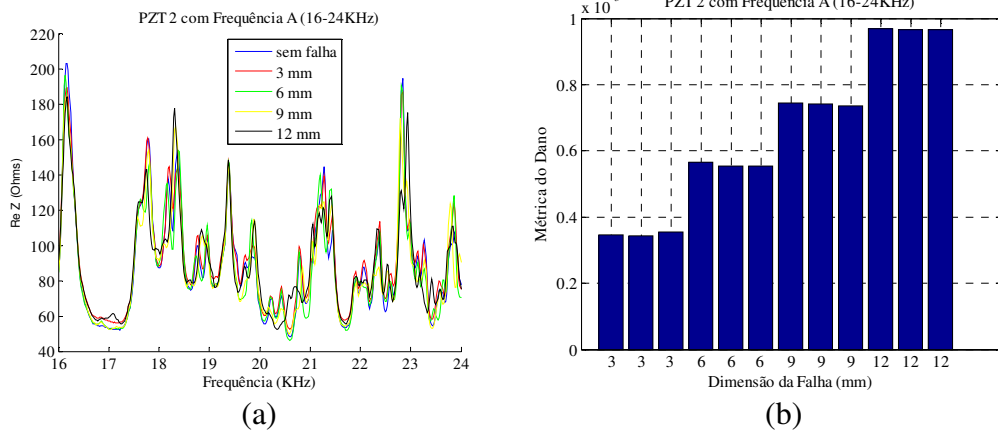 PZT 2 com Frequência A (16-24KHz)
220
200
180
160
140
120
100
80
60
40
Re Z (Ohms)
sem falha
3 mm
6 mm
9 mm
12 mm
16 17 18 19 20 21 22 23 24
Frequência (KHz)
(a)
x 10
PZT 2 com Frequência A (16-24KHz)
1
0.8
0.6
0.4
0.2
0
Métrica do Dano
3 3 3 6 6 6 9 9 9 12 12 12
Dimensão da Falha (mm)
(b)